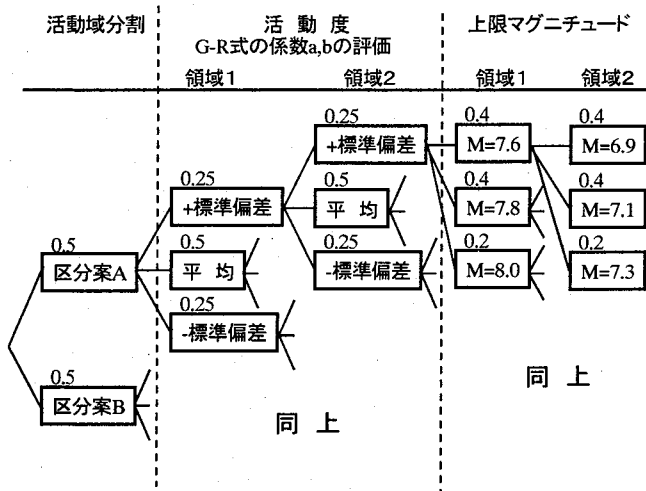 活動域分割
活動度
G-R式の係数a,bの評価
上限マグニチュード
領域1
領域2
領域1
領域2
0.25
+標準偏差
0.4
M=7.6
0.4
M=6.9
0.25
+標準偏差
0.5
平均
0.4
M=7.8
0.4
M=7.1
0.5
区分案A
0.5
平均
0.25
-標準偏差
0.2
M=8.0
0.2
M=7.3
0.25
-標準偏差
0.5
区分案B
同上
同上